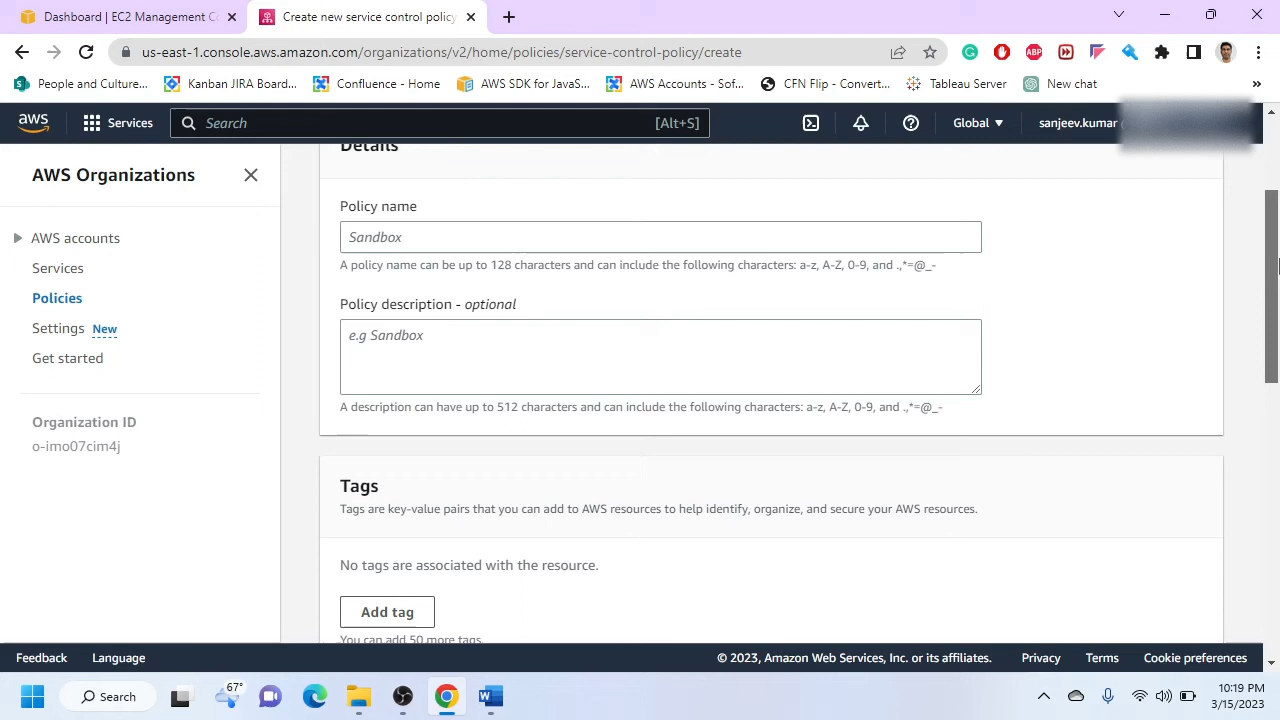 Dashboard | EC2 Management C
Create new service control policy
us-east-1.console.aws.amazon.com/organizations/v2/home/policies/service-control-policy/create
People and Culture...
Kanban JIRA Board...
Confluence - Home
AWS SDK for JavaS...
AWS Accounts - Sof...
CFN Flip - Convert...
Tableau Server
New chat
»
aws
Services
Search
[Alt+S]
Global
sanjeev.kumar
AWS Organizations
AWS accounts
Services
Policies
Settings New
Get started
Organization ID
o-imo07cim4j
Details
Policy name
Sandbox
A policy name can be up to 128 characters and can include the following characters: a-z, A-Z, 0-9, and .,*=@_-
Policy description - optional
e.g Sandbox
A description can have up to 512 characters and can include the following characters: a-z, A-Z, 0-9, and .,*=@_-
Tags
Tags are key-value pairs that you can add to AWS resources to help identify, organize, and secure your AWS resources.
No tags are associated with the resource.
Add tag
You can add 50 more tags.
Feedback
Language
© 2023, Amazon Web Services, Inc. or its affiliates.
Privacy
Terms
Cookie preferences
Search
67°
10:19 PM
3/15/2023